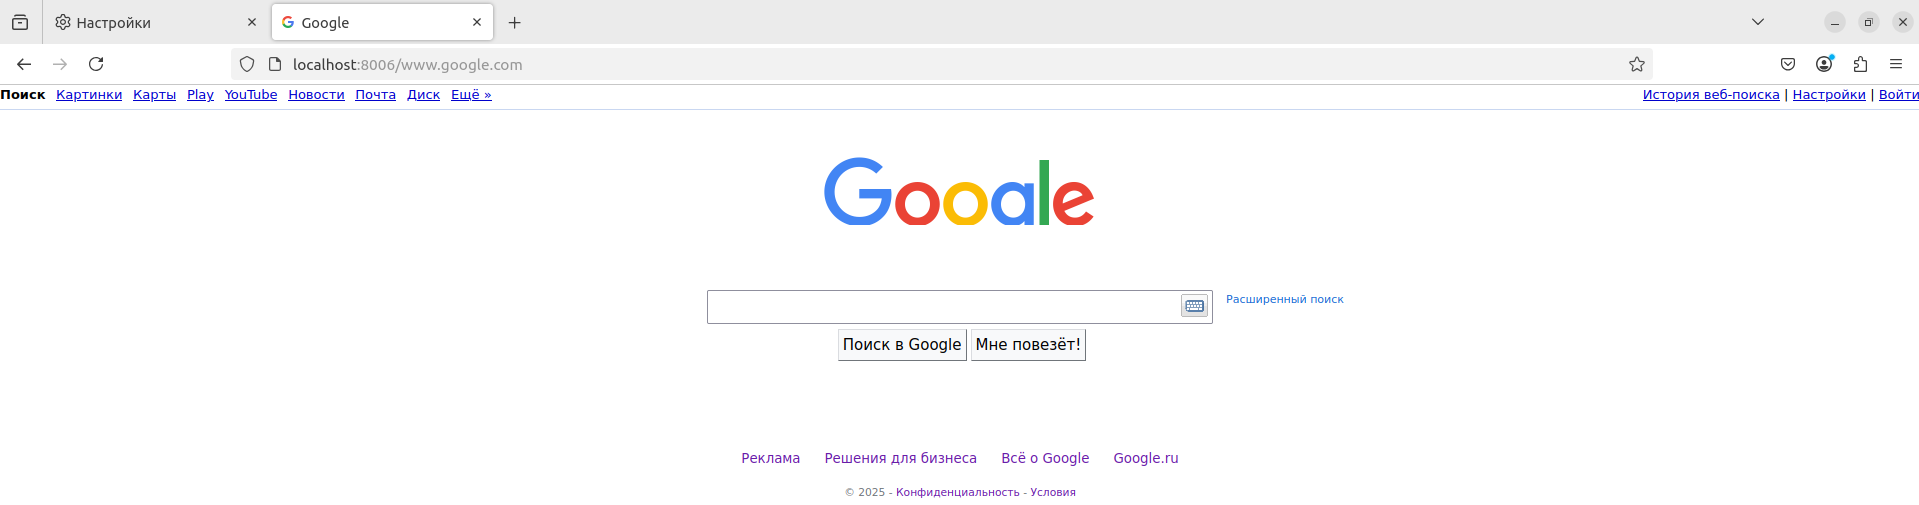 Настройки
Google
localhost:8006/www.google.com
Поиск Картинки Карты Play YouTube Новости Почта Диск Ещё »
История веб-поиска | Настройки | Войти
Google
Расширенный поиск
Поиск в Google Мне повезёт!
Реклама Решения для бизнеса Всё о Google Google.ru
© 2025 - Конфиденциальность - Условия